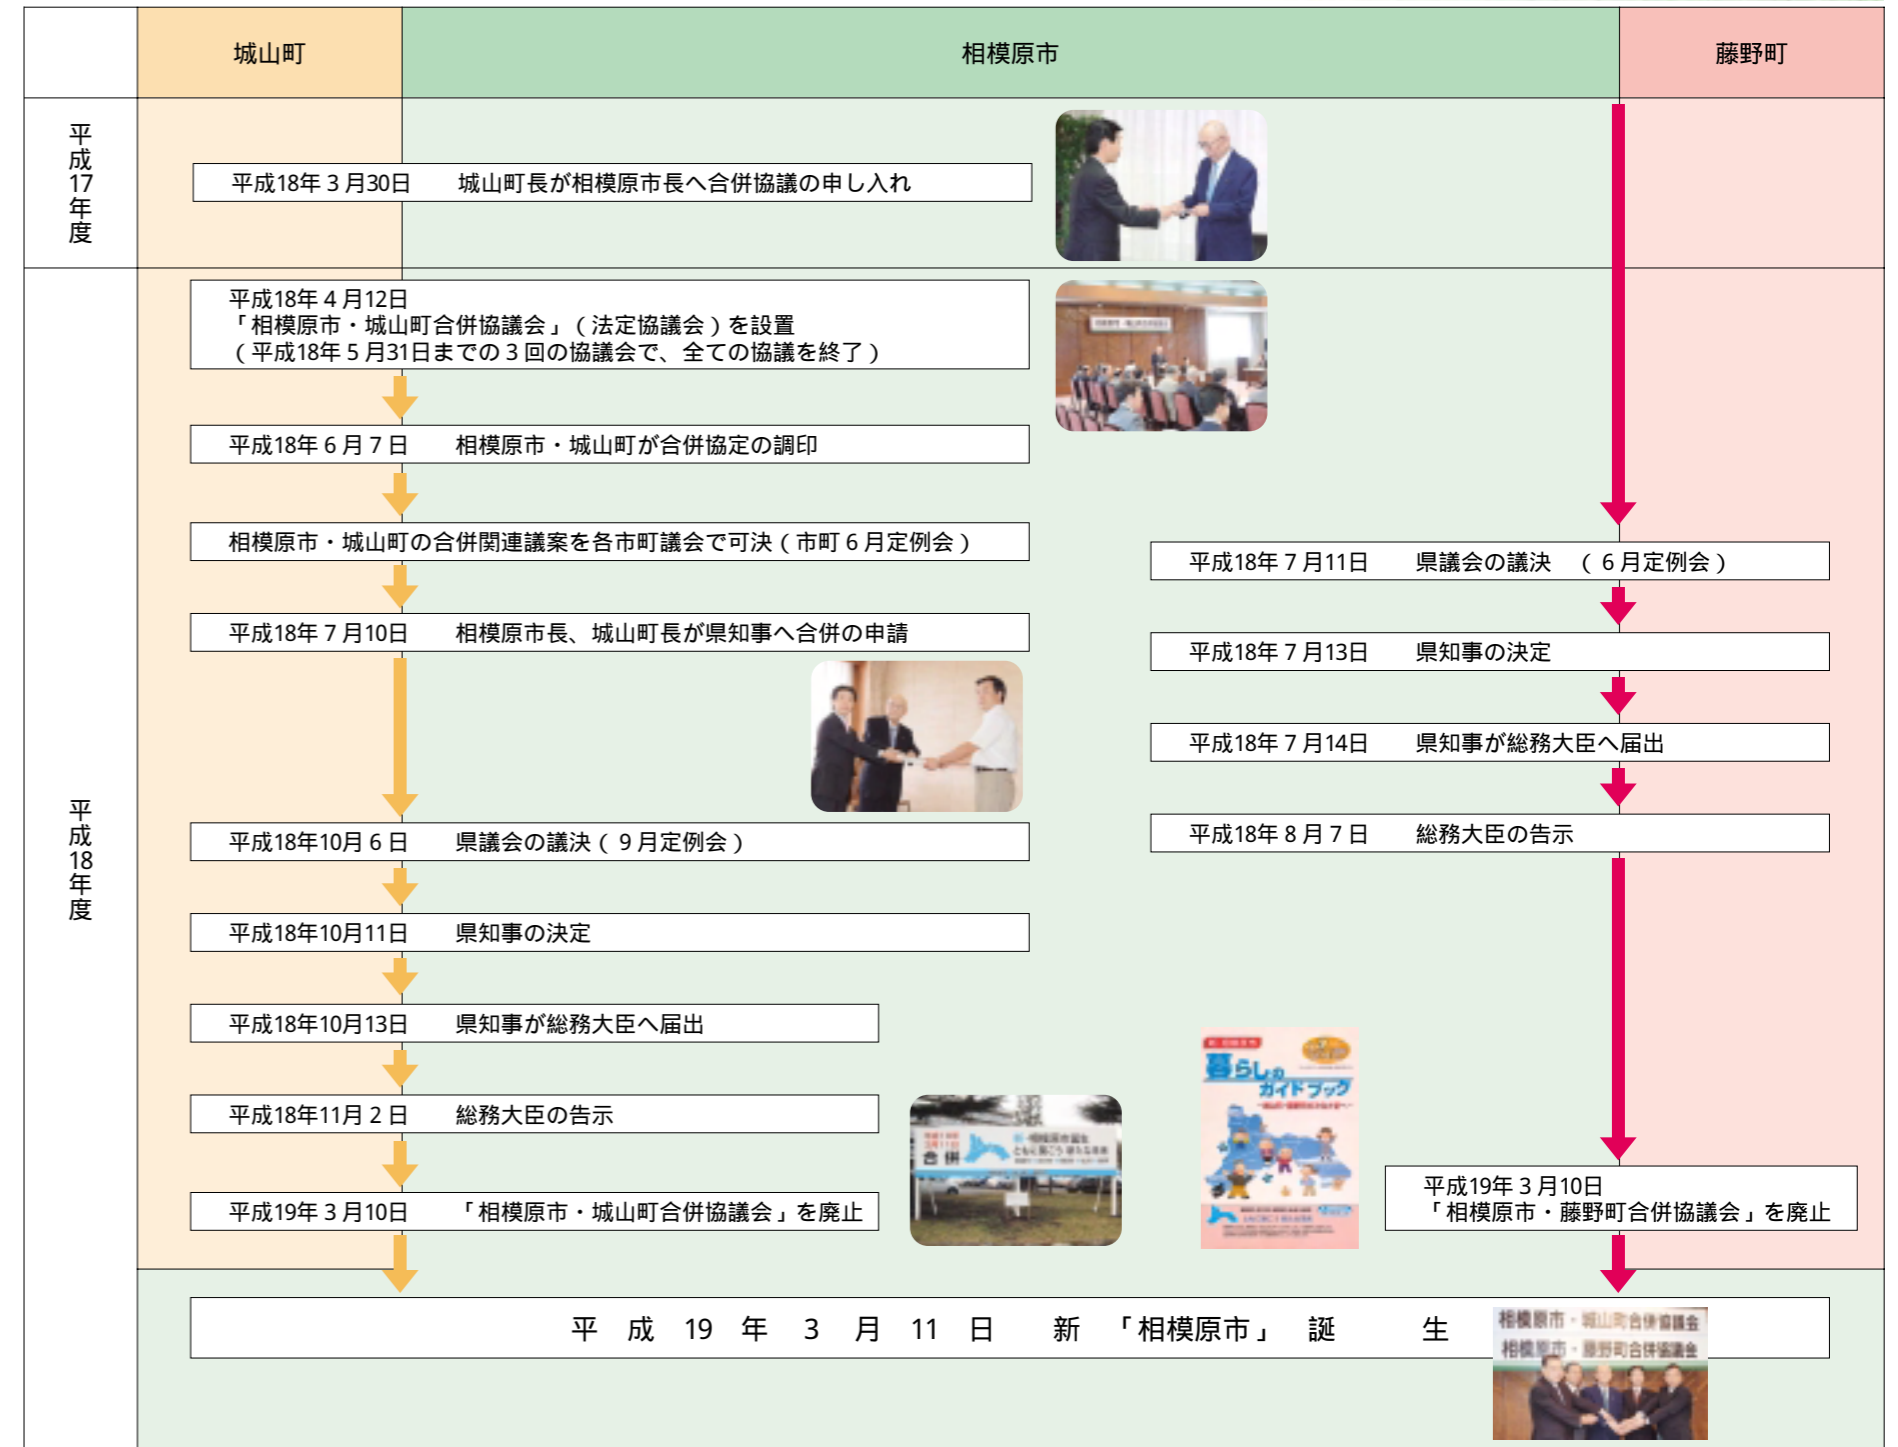 城山町
相模原市
藤野町
平成17年度
平成18年3月30日 城山町長が相模原市長へ合併協議の申し入れ
平成18年度
平成18年4月12日
「相模原市・城山町合併協議会」(法定協議会)を設置
(平成18年5月31日までの3回の協議会で、全ての協議を終了)
平成18年6月7日 相模原市・城山町が合併協定の調印
相模原市・城山町の合併関連議案を各市町議会で可決(市町6月定例会)
平成18年7月10日 相模原市長、城山町長が県知事へ合併の申請
平成18年10月6日 県議会の議決(9月定例会)
平成18年10月11日 県知事の決定
平成18年10月13日 県知事が総務大臣へ届出
平成18年11月2日 総務大臣の告示
平成19年3月10日 「相模原市・城山町合併協議会」を廃止
平成18年7月11日 県議会の議決 (6月定例会)
平成18年7月13日 県知事の決定
平成18年7月14日 県知事が総務大臣へ届出
平成18年8月7日 総務大臣の告示
平成19年3月10日
「相模原市・藤野町合併協議会」を廃止
合併
暮らしの
ガイドブック
平成19年3月11日 新「相模原市」誕生
相模原市・城山町合併協議会
相模原市・藤野町合併協議会